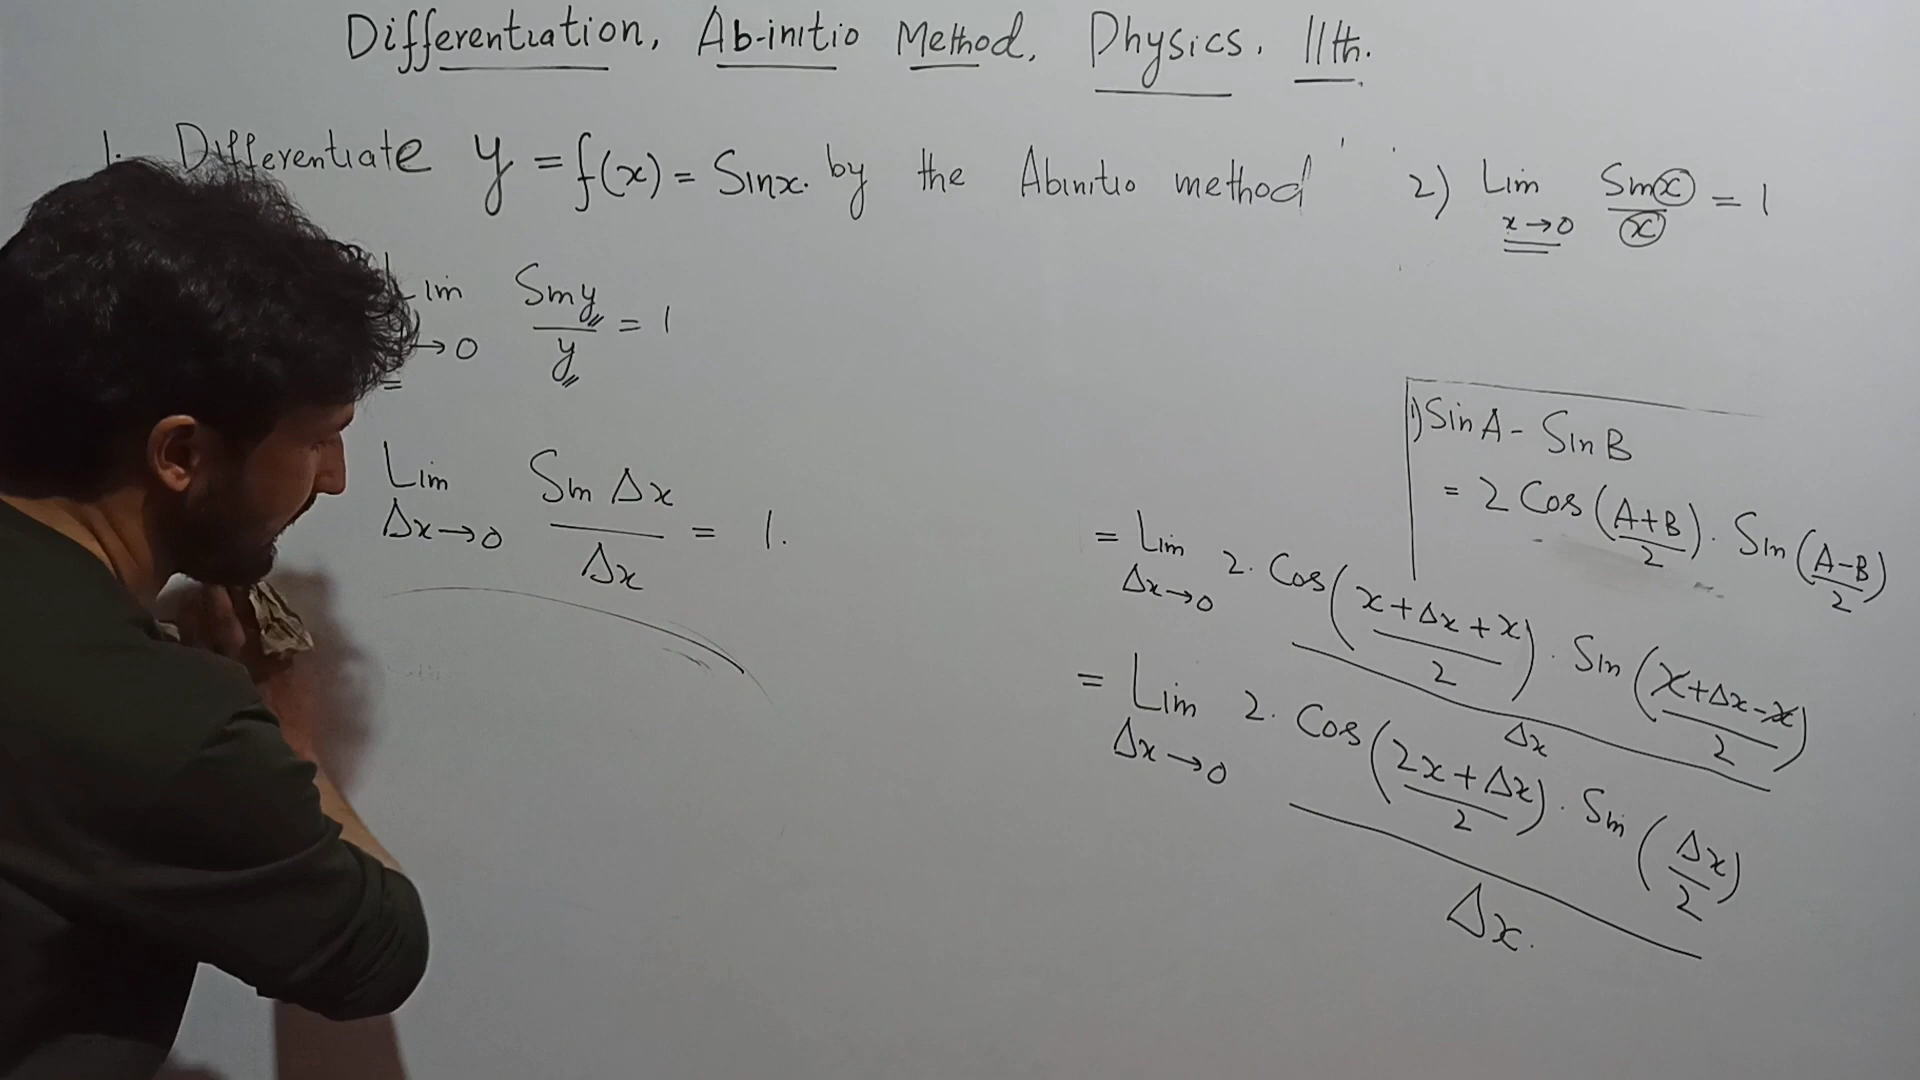 Differentiation, Ab-initio Method, Physics. 11th.
1. Differentiate y = f(x) = Sinx. by the Abinitio method
2) Lim x→0 Sinx/x = 1
Lim →0 Siny/y = 1
Lim Δx→0 Sin Δx/Δx = 1.
1) Sin A - Sin B
= 2 Cos (A+B/2) . Sin (A-B/2)
= Lim Δx→0 2. Cos (x+Δx+x/2) . Sin (x+Δx-x/2) / Δx
= Lim Δx→0 2. Cos (2x+Δx/2) . Sin (Δx/2) / Δx.